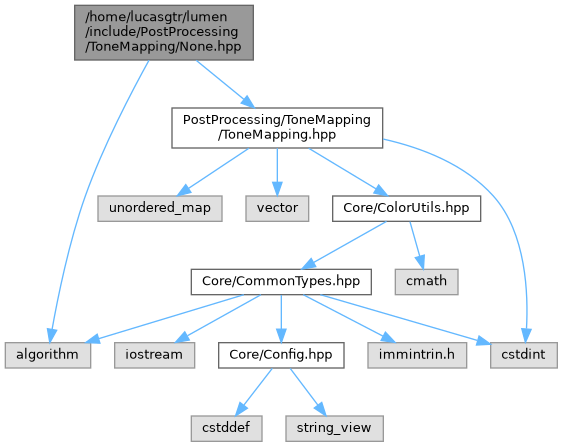 /home/lucasgtr/lumen
/include/PostProcessing
/ToneMapping/None.hpp
PostProcessing/ToneMapping
/ToneMapping.hpp
unordered_map
vector
Core/ColorUtils.hpp
Core/CommonTypes.hpp
cmath
algorithm
iostream
Core/Config.hpp
immintrin.h
cstdint
cstddef
string_view